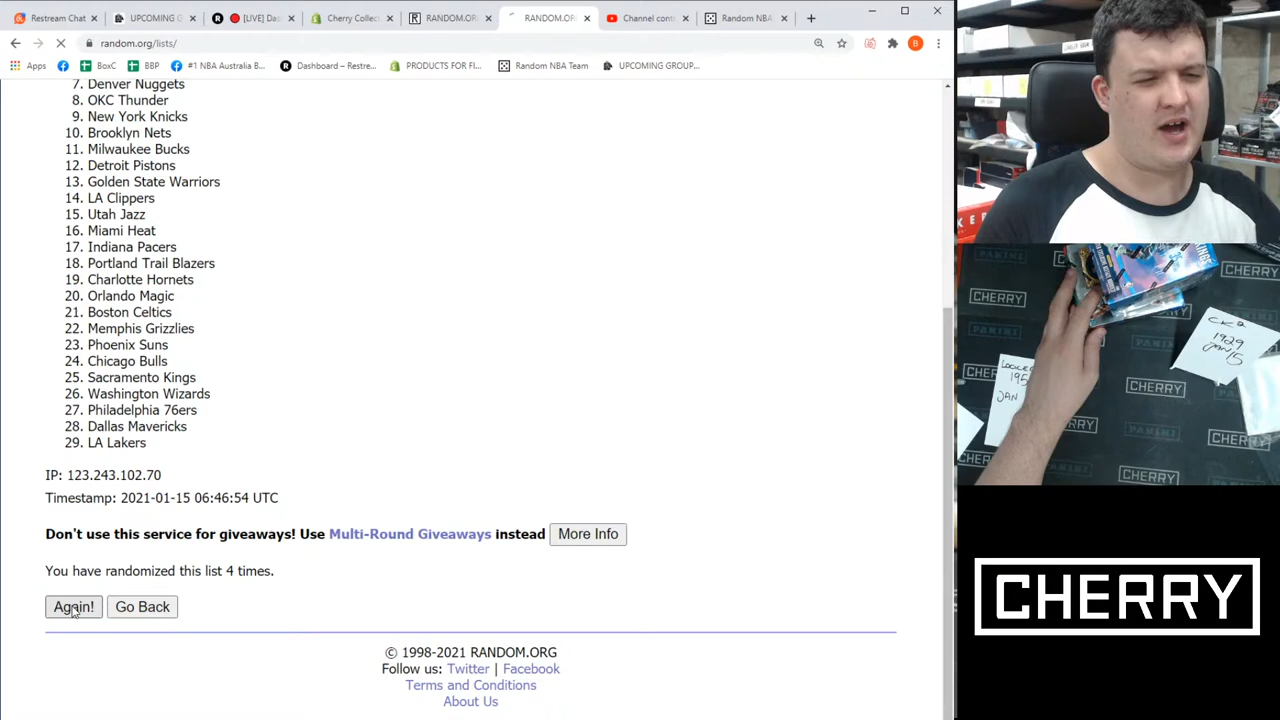 Restream Chat
UPCOMING G
[LIVE] Das
Cherry Collec
RANDOM.OR
RANDOM.OR
Channel cont
Random NBA
random.org/lists/
Apps
BoxC
BBP
#1 NZ Australia B...
Dashboard – Restre...
PRODUCTS FOR FI...
Random NBA Team
UPCOMING GROUP...
7. Denver Nuggets
8. OKC Thunder
9. New York Knicks
10. Brooklyn Nets
11. Milwaukee Bucks
12. Detroit Pistons
13. Golden State Warriors
14. LA Clippers
15. Utah Jazz
16. Miami Heat
17. Indiana Pacers
18. Portland Trail Blazers
19. Charlotte Hornets
20. Orlando Magic
21. Boston Celtics
22. Memphis Grizzlies
23. Phoenix Suns
24. Chicago Bulls
25. Sacramento Kings
26. Washington Wizards
27. Philadelphia 76ers
28. Dallas Mavericks
29. LA Lakers
IP: 123.243.102.70
Timestamp: 2021-01-15 06:46:54 UTC
Don't use this service for giveaways! Use Multi-Round Giveaways instead More Info
You have randomized this list 4 times.
Again! Go Back
© 1998-2021 RANDOM.ORG
Follow us: Twitter | Facebook
Terms and Conditions
About Us
PANINI
CHERRY
CHERRY
CHERRY
PANINI
CHERRY
CHERRY
1929
JAN 15
195
JAN
CHERRY